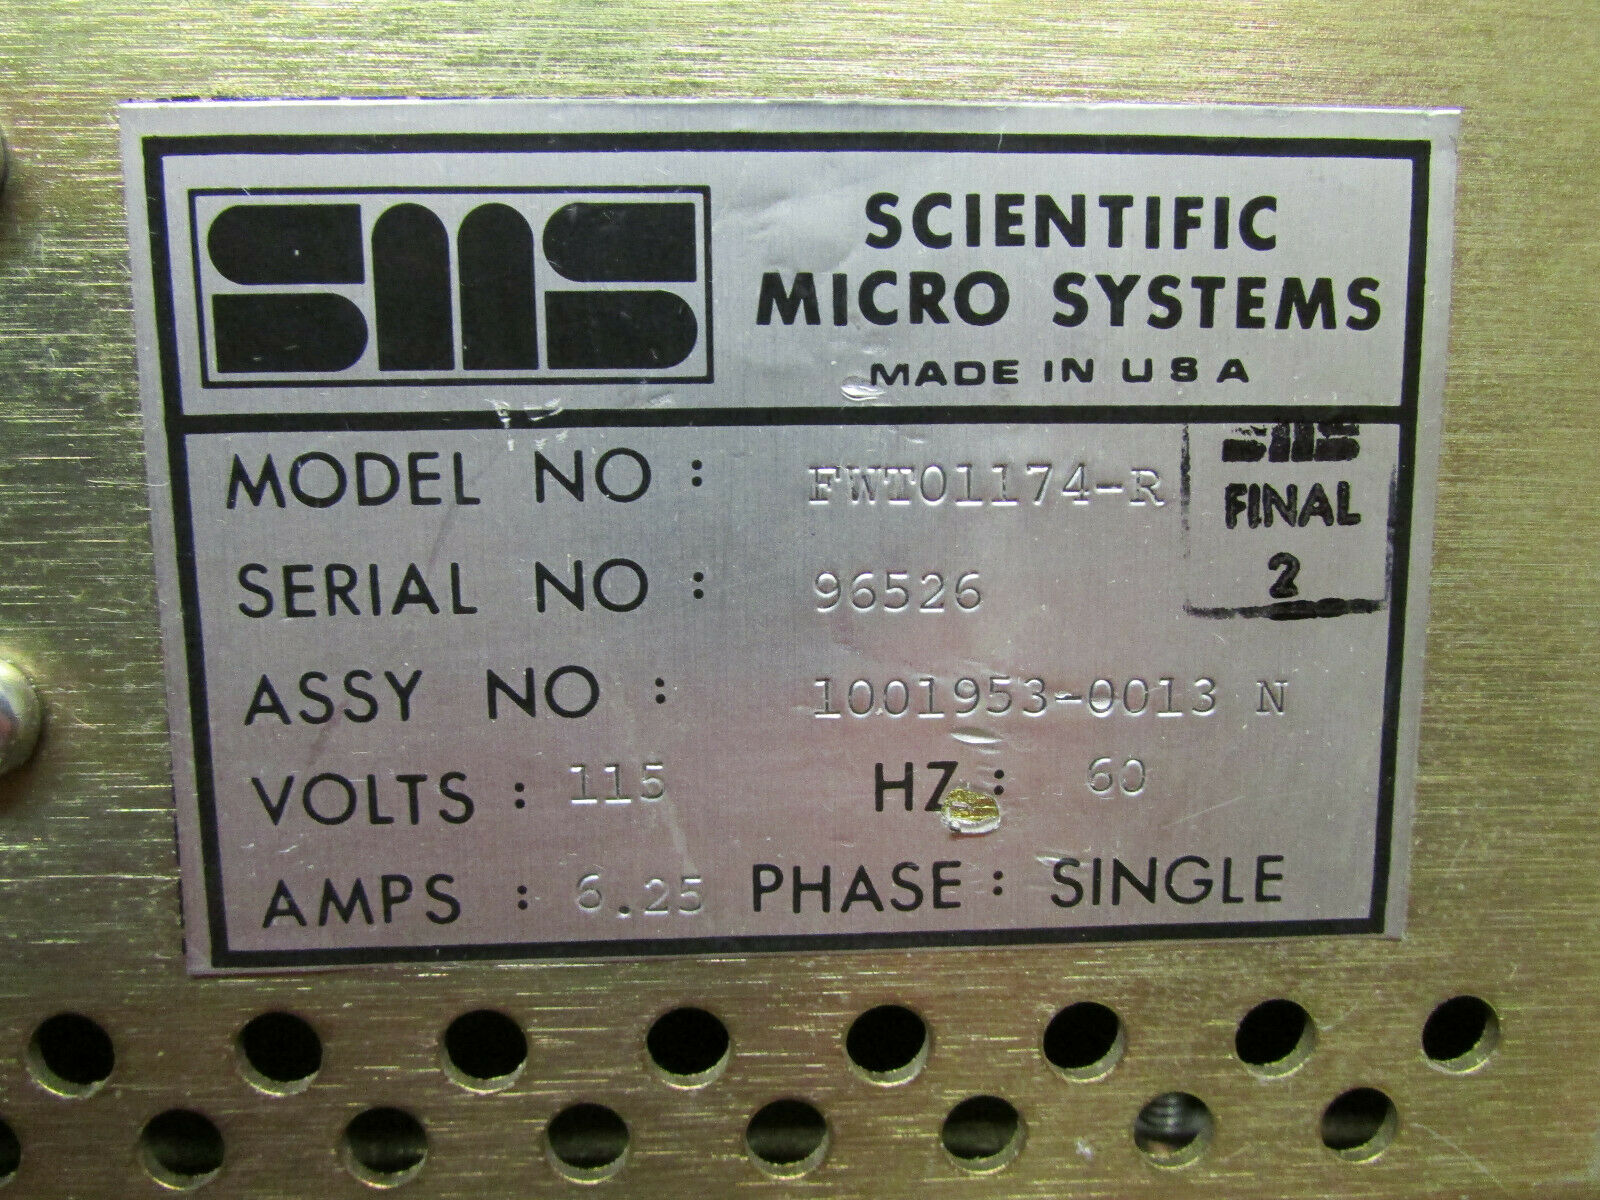 SMS
SCIENTIFIC
MICRO SYSTEMS
MADE IN U S A
MODEL NO : FWT01174-R
SMS
FINAL
2
SERIAL NO : 96526
ASSY NO : 1001953-0013 N
VOLTS : 115 HZ : 60
AMPS : 6.25 PHASE : SINGLE